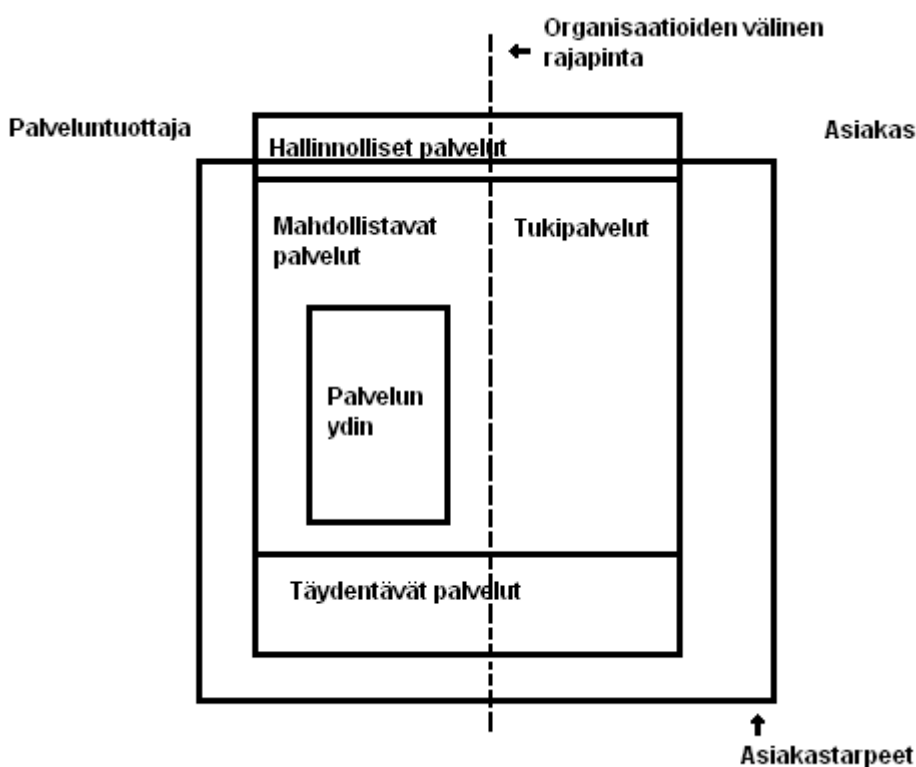 Organisaatioiden välinen
rajapinta
Palveluntuottaja
Asiakas
Hallinnolliset palvelut
Mahdollistavat
palvelut
Tukipalvelut
Palvelun
ydin
Täydentävät palvelut
Asiakastarpeet